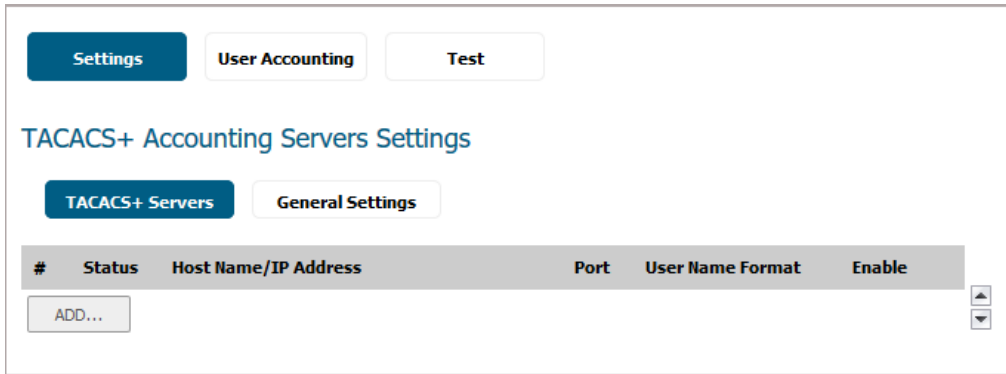 Settings User Accounting Test
TACACS+ Accounting Servers Settings
TACACS+ Servers General Settings
# Status Host Name/IP Address Port User Name Format Enable
ADD...